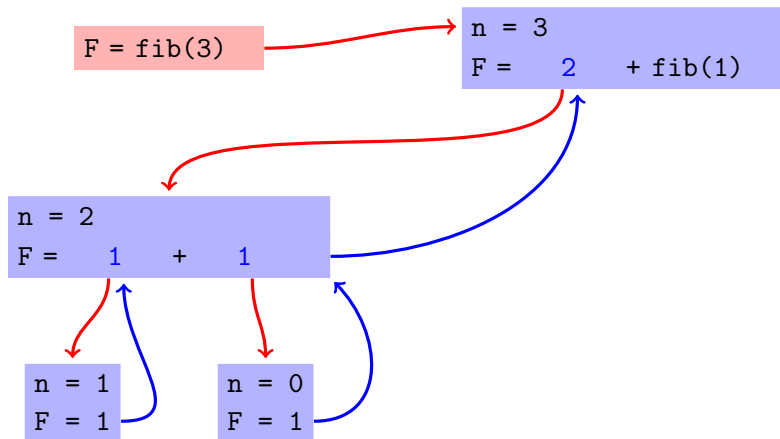 F = fib(3)
n = 3
F = 2 + fib(1)
n = 2
F = 1 + 1
n = 1
F = 1
n = 0
F = 1